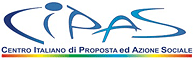 CIPAS
CENTRO ITALIANO di PROPOSTA ed AZIONE SOCIALE